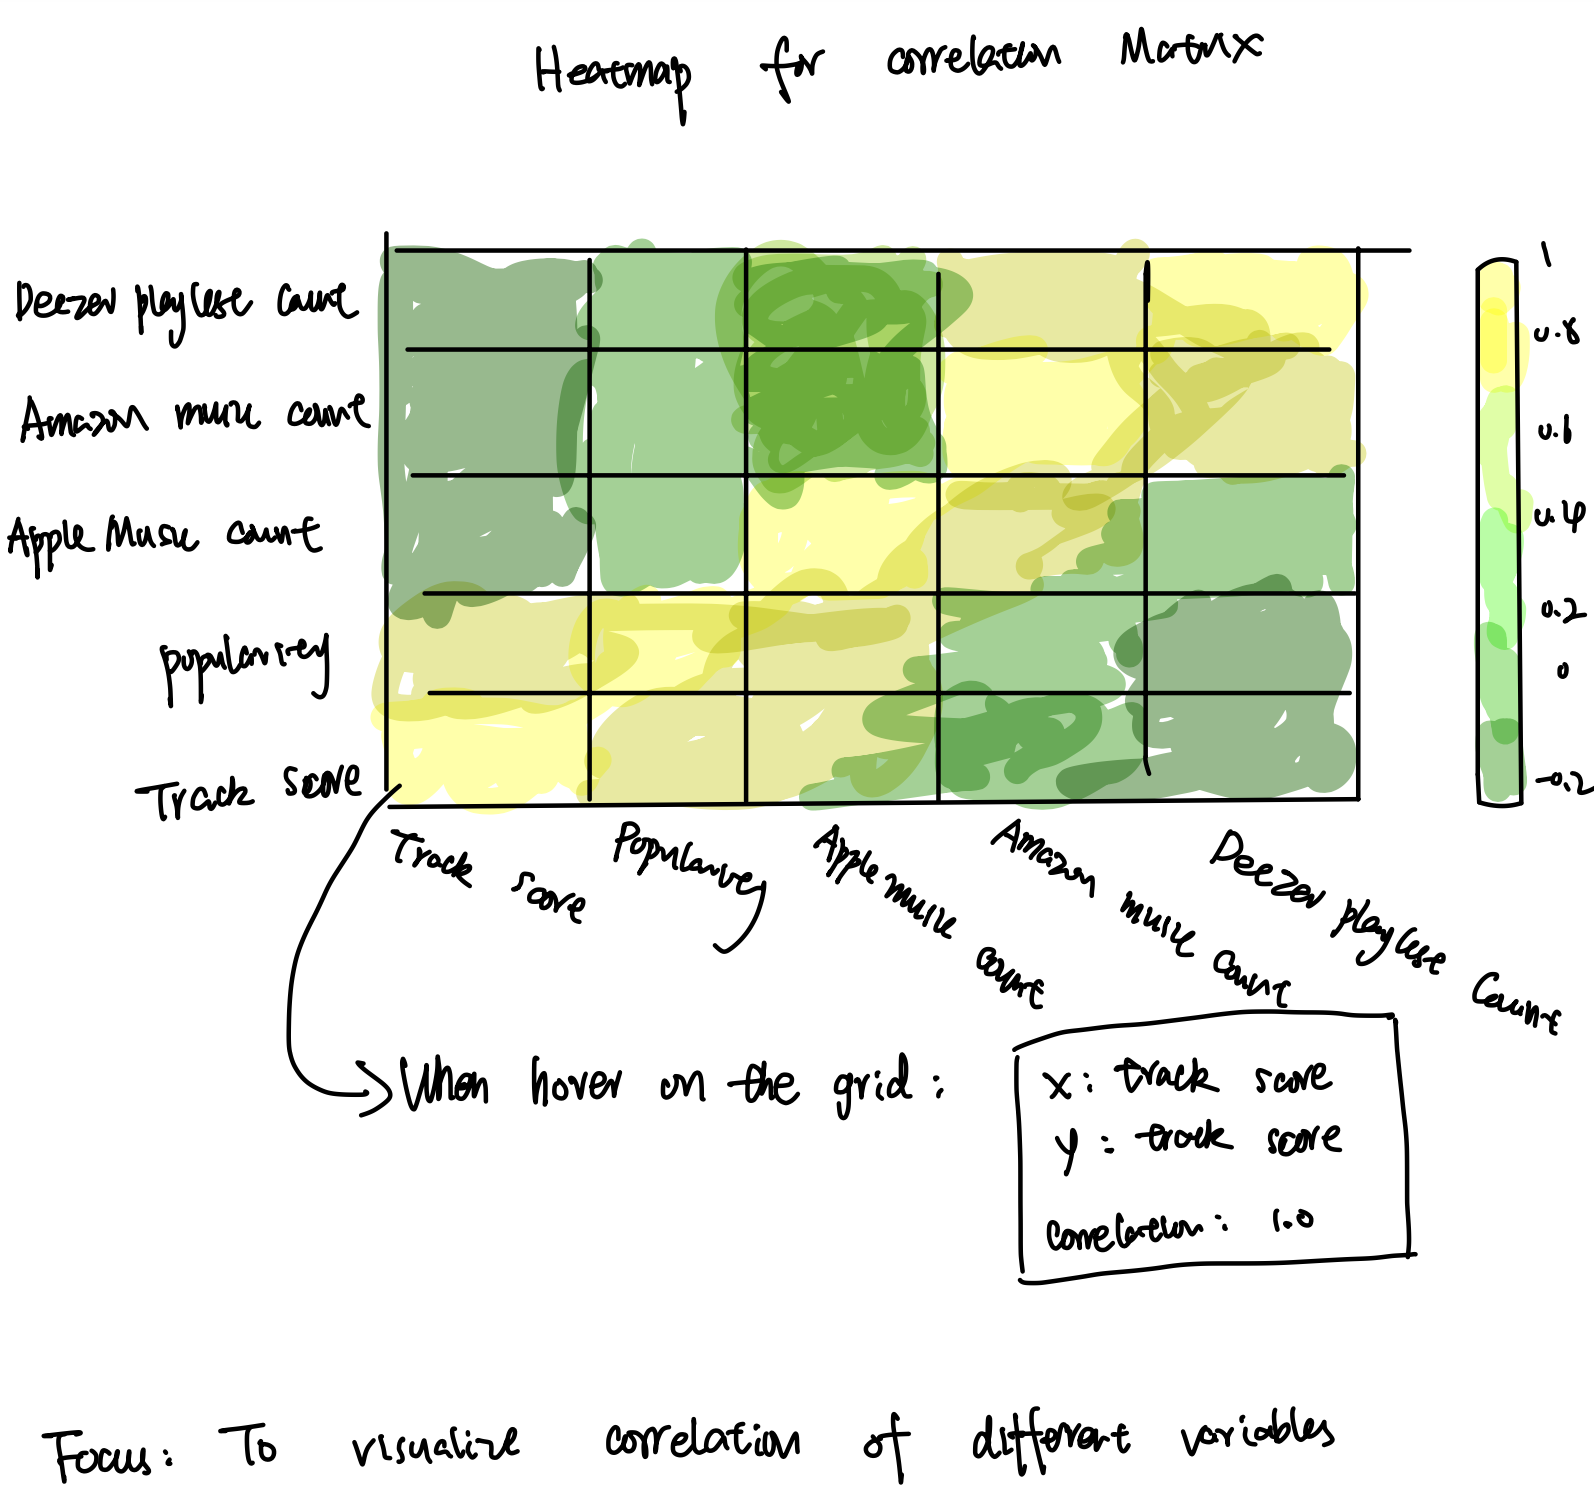 Heatmap for correlation Matrix
Deezer playlist count
Amazon music count
Apple Music count
popularity
Track score
1
0.8
0.6
0.4
0.2
0
-0.2
Track score
Popularity
Apple music count
Amazon music count
Deezer playlist count
When hover on the grid:
x: track score
y: track score
correlation: 1.0
Focus: To visualize correlation of different variables